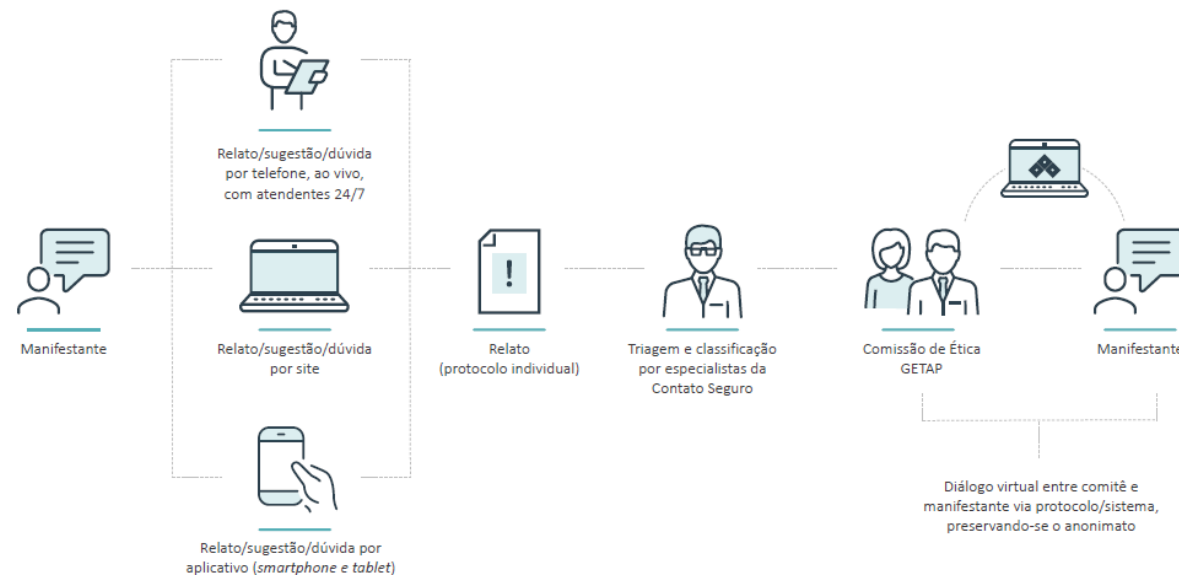 Relato/sugestão/dúvida
por telefone, ao vivo,
com atendentes 24/7
Manifestante
Relato/sugestão/dúvida
por site
Relato
(protocolo individual)
Triagem e classificação
por especialistas da
Contato Seguro
Comissão de Ética
GETAP
Manifestante
Diálogo virtual entre comitê e
manifestante via protocolo/sistema,
preservando-se o anonimato
Relato/sugestão/dúvida por
aplicativo (smartphone e tablet)